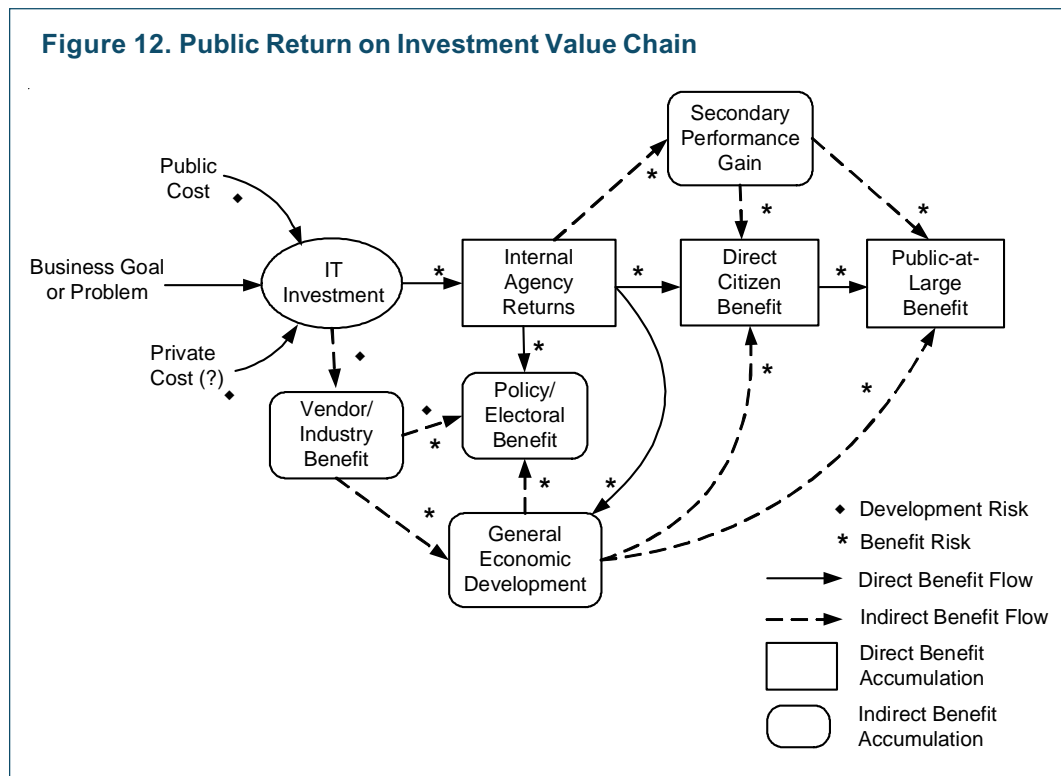 Figure 12. Public Return on Investment Value Chain
Public
Cost
Business Goal
or Problem
Private
Cost (?)
IT
Investment
Vendor/
Industry
Benefit
Internal
Agency
Returns
Policy/
Electoral
Benefit
General
Economic
Development
Secondary
Performance
Gain
Direct
Citizen
Benefit
Public-at-
Large
Benefit
◆ Development Risk
* Benefit Risk
Direct Benefit Flow
Indirect Benefit Flow
Direct Benefit
Accumulation
Indirect Benefit
Accumulation